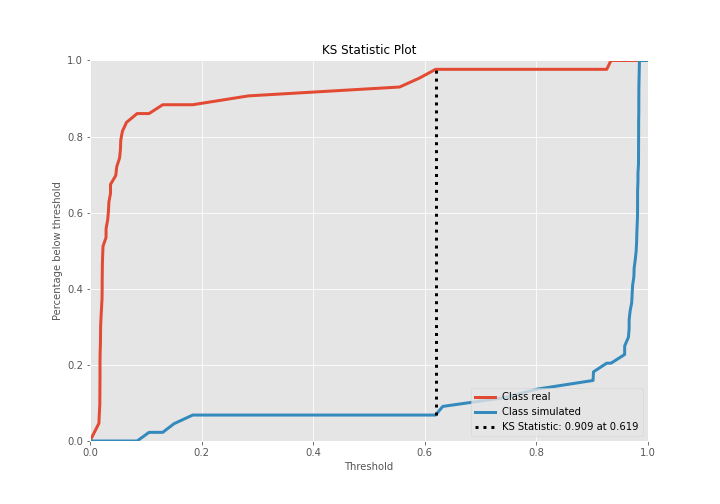 KS Statistic Plot
1.0
0.8
0.6
0.4
0.2
0.0
Percentage below threshold
0.0 0.2 0.4 0.6 0.8 1.0
Threshold
Class real
Class simulated
KS Statistic: 0.909 at 0.619